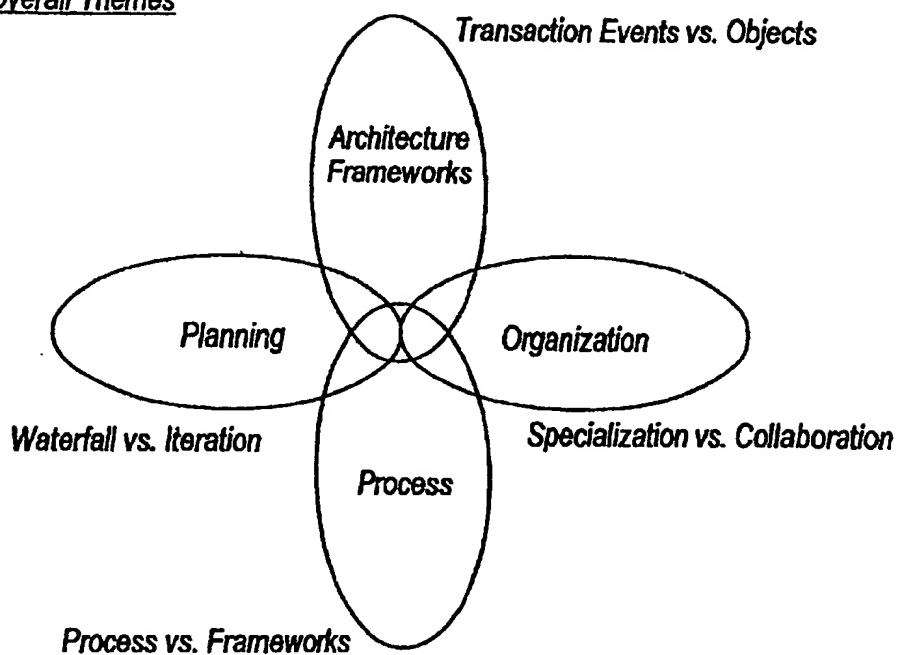 Overall Themes
Transaction Events vs. Objects
Architecture
Frameworks
Planning
Organization
Waterfall vs. Iteration
Specialization vs. Collaboration
Process
Process vs. Frameworks